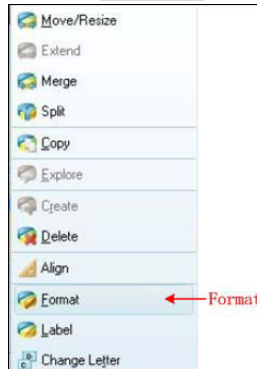 Move/Resize
Extend
Merge
Split
Copy
Explore
Create
Delete
Align
Format Format
Label
Change Letter